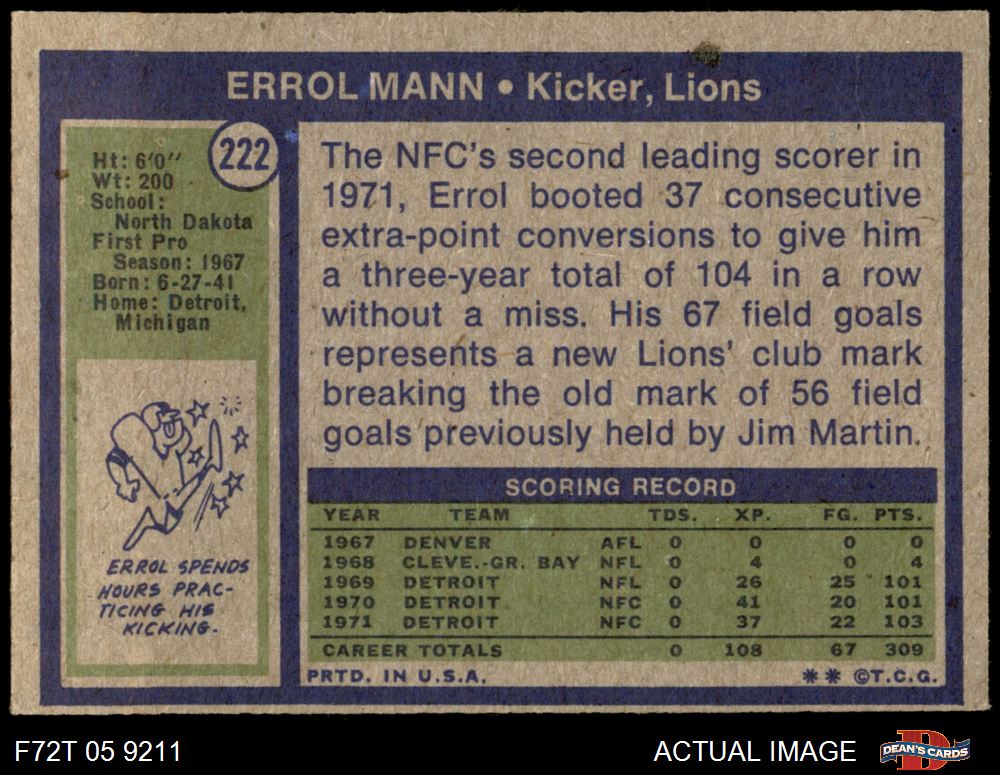 ERROL MANN • Kicker, Lions
222
Ht: 6'0"
Wt: 200
School:
North Dakota
First Pro
Season: 1967
Born: 6-27-41
Home: Detroit,
Michigan
ERROL SPENDS
HOURS PRAC-
TICING HIS
KICKING.
The NFC's second leading scorer in
1971, Errol booted 37 consecutive
extra-point conversions to give him
a three-year total of 104 in a row
without a miss. His 67 field goals
represents a new Lions' club mark
breaking the old mark of 56 field
goals previously held by Jim Martin.
SCORING RECORD
YEAR TEAM TDS. XP. FG. PTS.
1967 DENVER AFL 0 0 0 0
1968 CLEVE.-GR. BAY NFL 0 4 0 4
1969 DETROIT NFL 0 26 25 101
1970 DETROIT NFC 0 41 20 101
1971 DETROIT NFC 0 37 22 103
CAREER TOTALS 0 108 67 309
PRTD. IN U.S.A. ** ©T.C.G.
F72T 05 9211 ACTUAL IMAGE DEAN'S CARDS